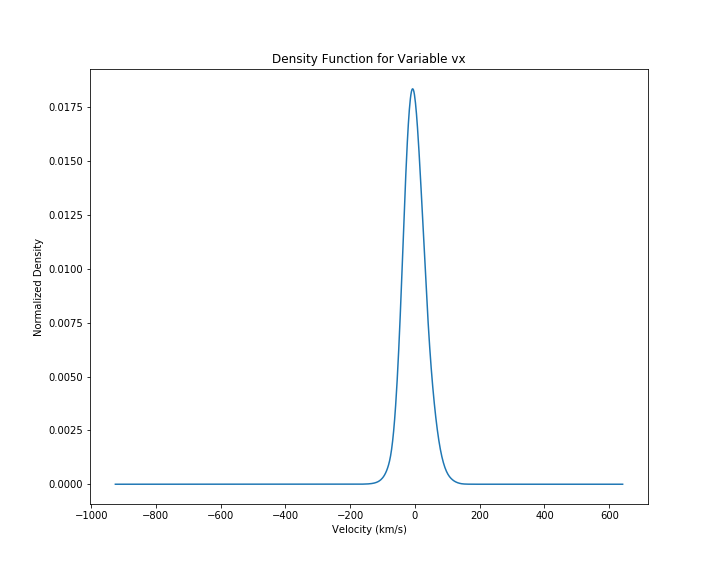 Density Function for Variable vx
0.0175
0.0150
0.0125
0.0100
0.0075
0.0050
0.0025
0.0000
Normalized Density
−1000 −800 −600 −400 −200 0 200 400 600
Velocity (km/s)